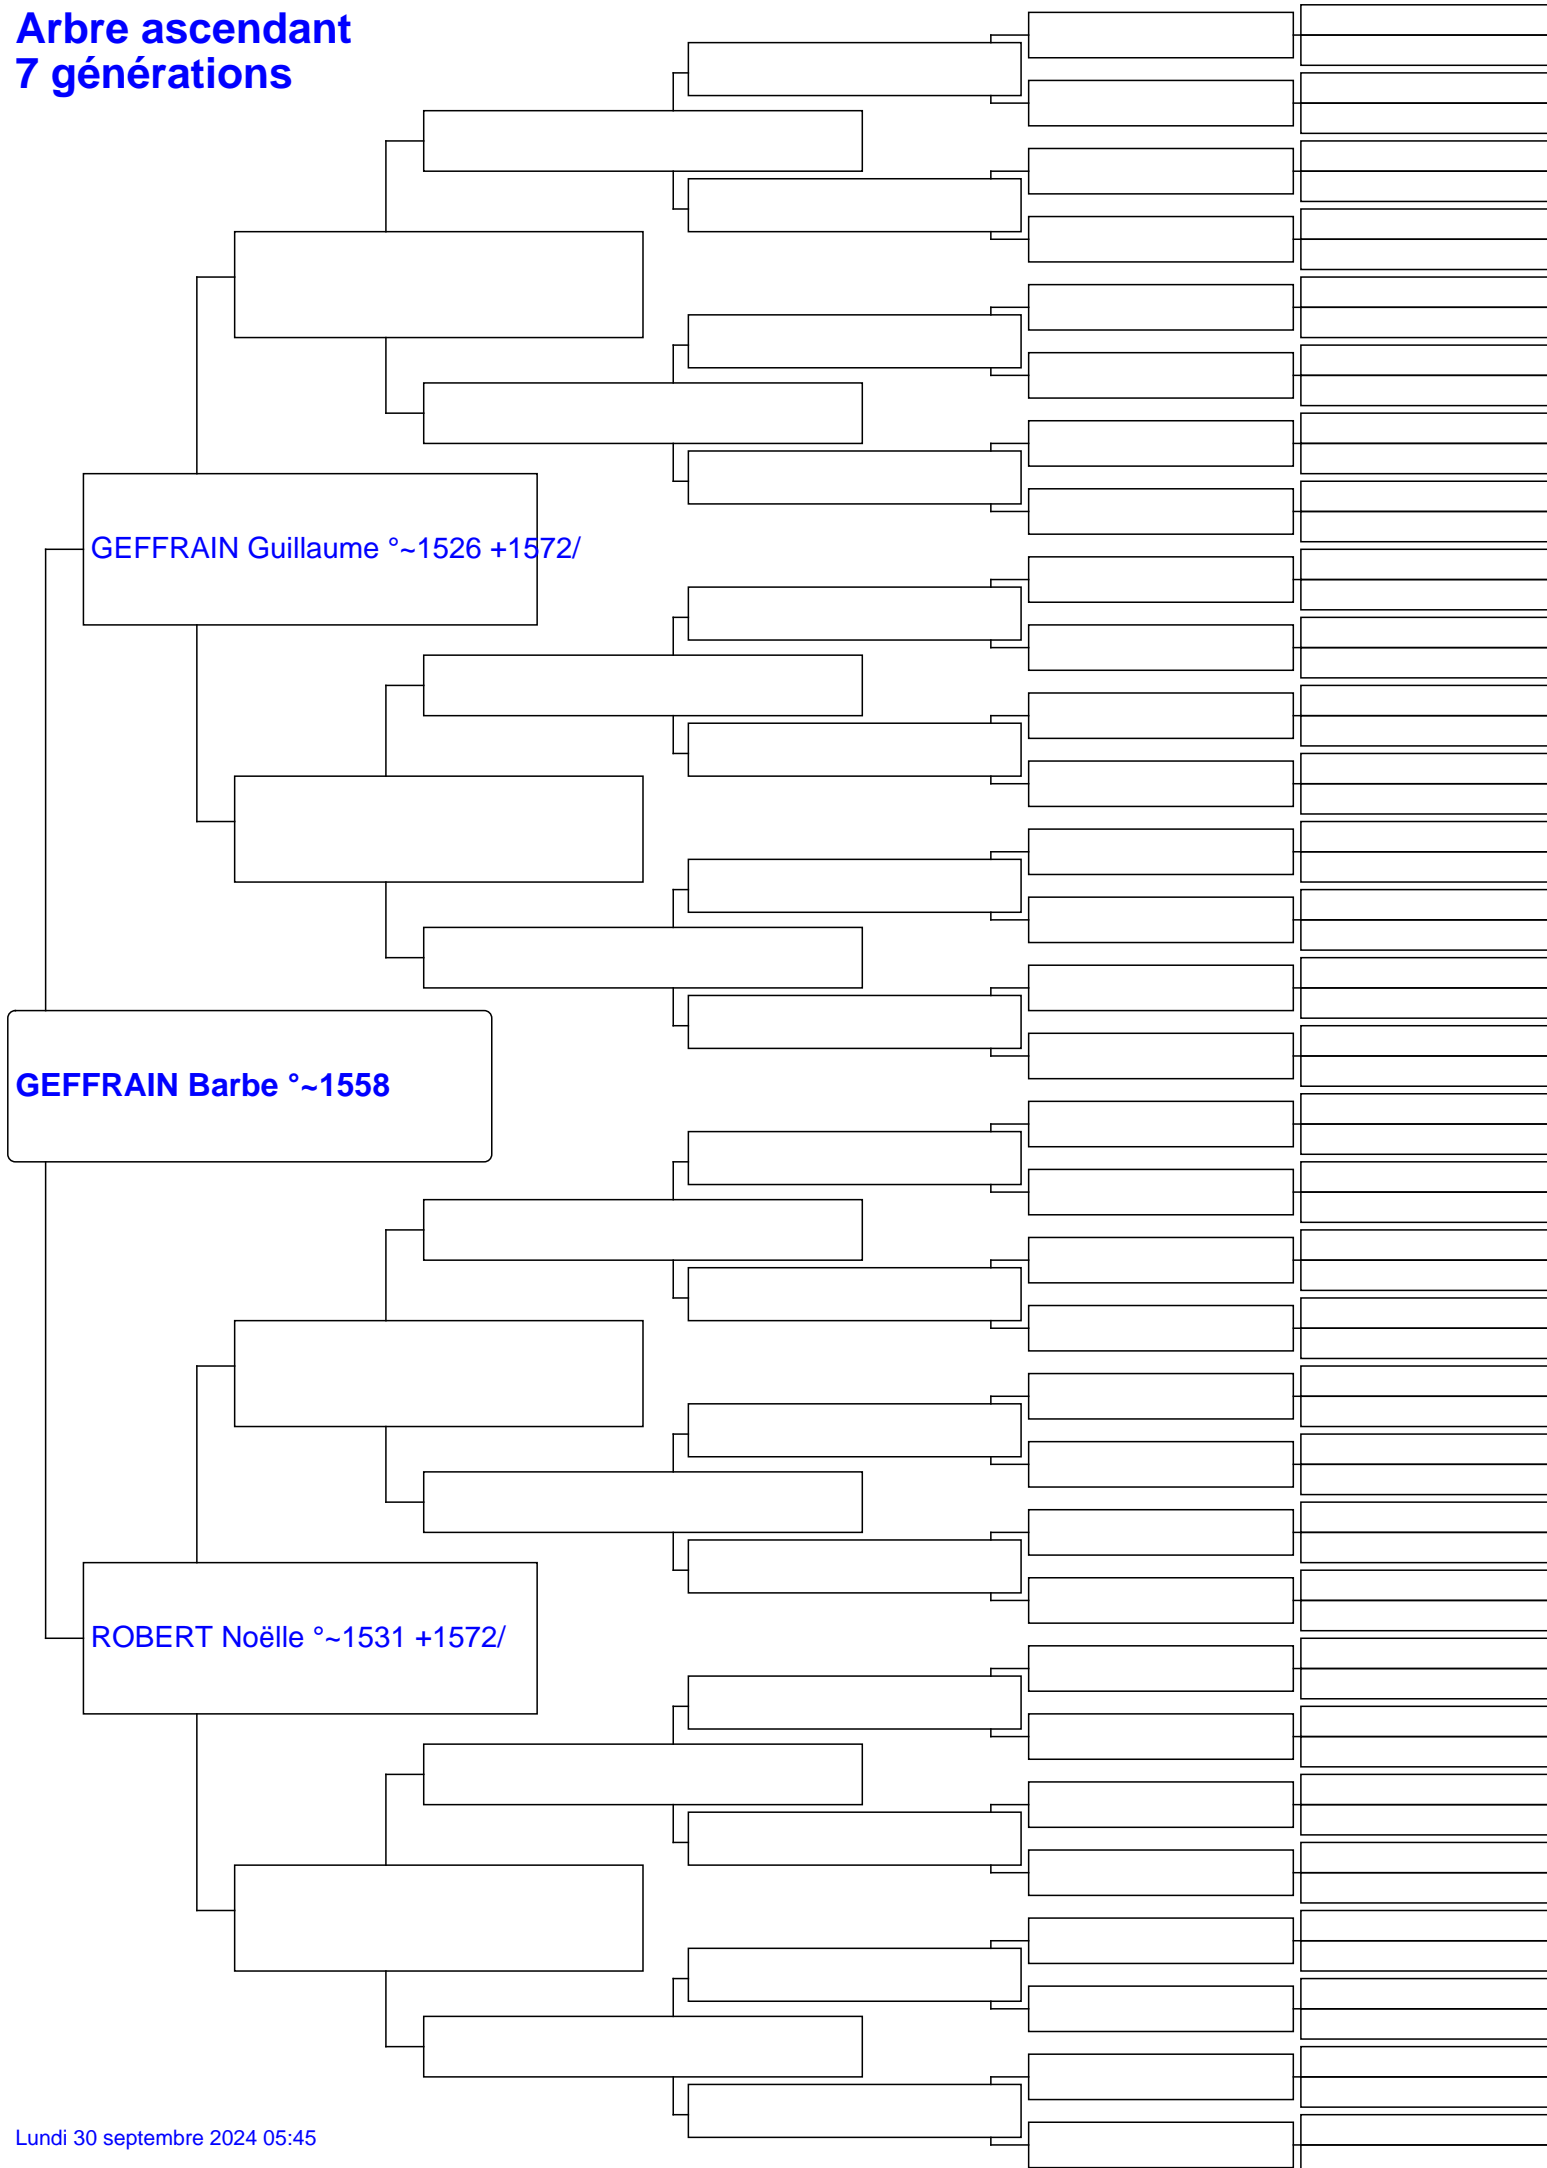 Arbre ascendant
7 générations
GEFFRAIN Guillaume °~1526 +1572/
GEFFRAIN Barbe °~1558
ROBERT Noëlle °~1531 +1572/
Lundi 30 septembre 2024 05:45